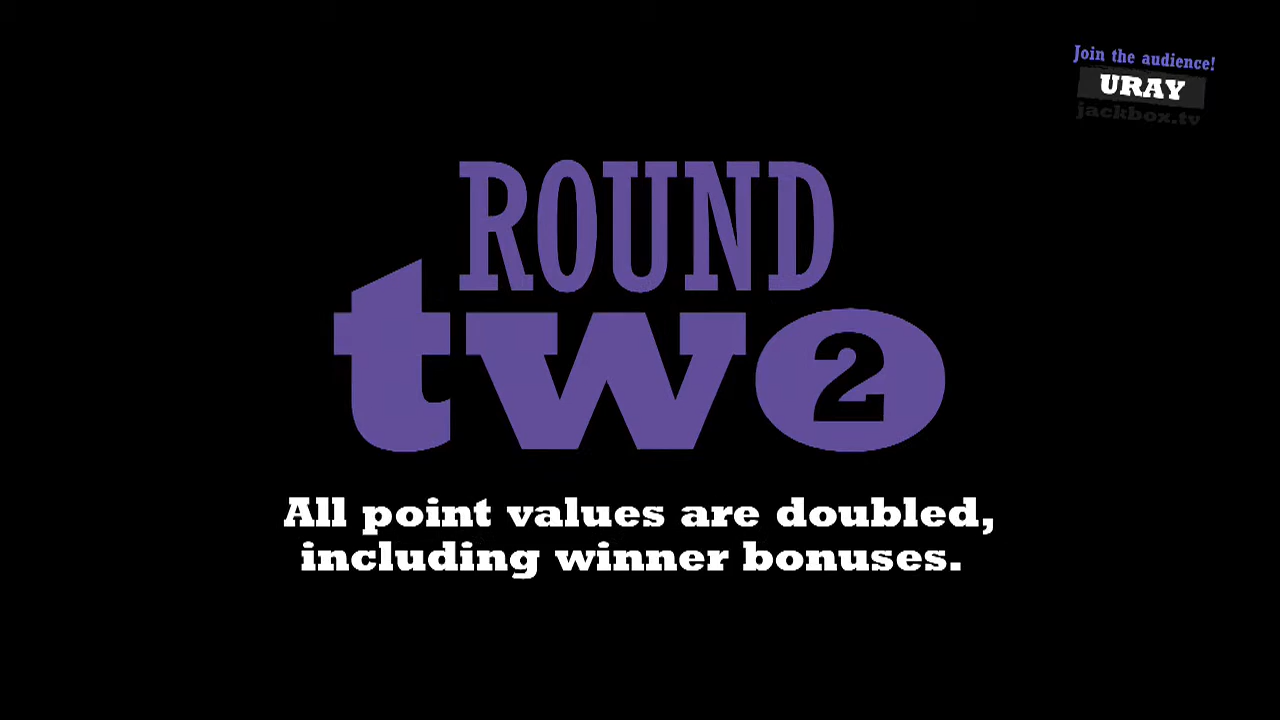 Join the audience!
URAY
jackbox.tv
ROUND
two 2
All point values are doubled,
including winner bonuses.